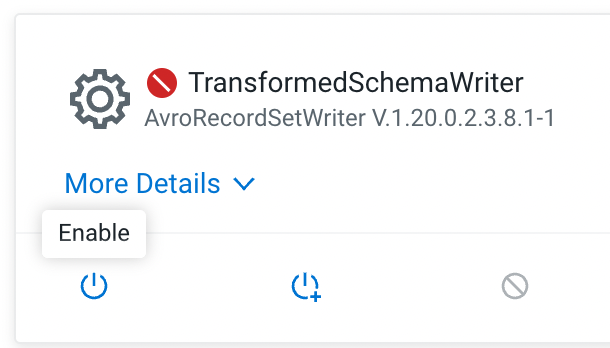 TransformedSchemaWriter
AvroRecordSetWriter V.1.20.0.2.3.8.1-1
More Details
Enable